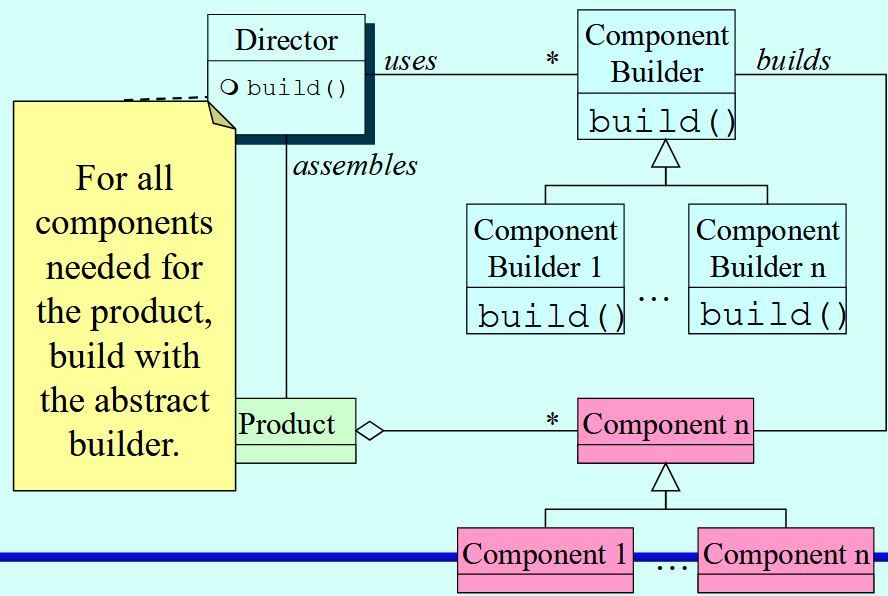 Director
build()
uses
*
Component
Builder
build()
builds
assembles
For all
components
needed for
the product,
build with
the abstract
builder.
Component
Builder 1
build()
...
Component
Builder n
build()
Product
*
Component n
Component 1
...
Component n